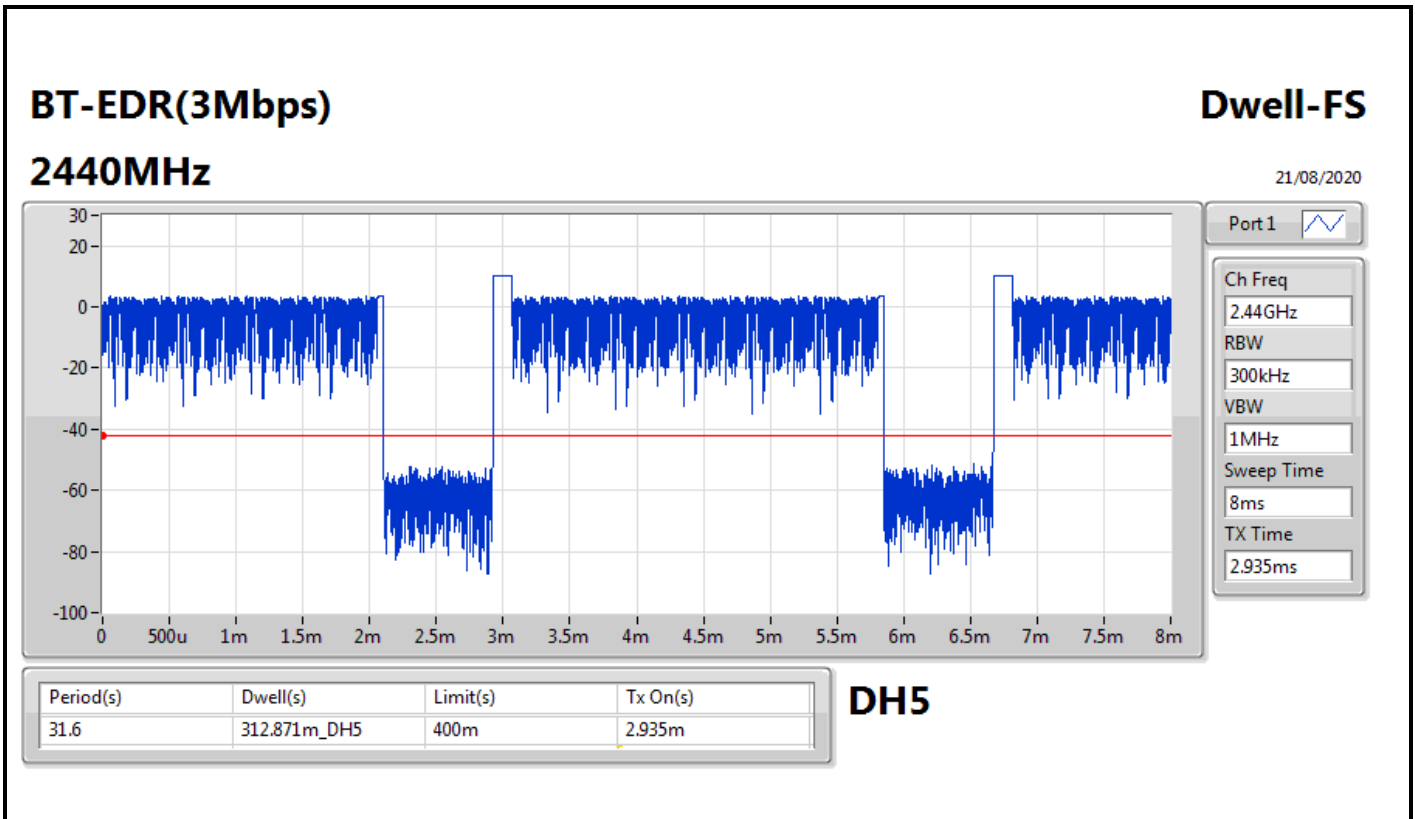 BT-EDR(3Mbps)
Dwell-FS
2440MHz
21/08/2020
30
20
0
-20
-40
-60
-80
-100
0 500u 1m 1.5m 2m 2.5m 3m 3.5m 4m 4.5m 5m 5.5m 6m 6.5m 7m 7.5m 8m
Port 1
Ch Freq
2.44GHz
RBW
300kHz
VBW
1MHz
Sweep Time
8ms
TX Time
2.935ms
Period(s) Dwell(s) Limit(s) Tx On(s)
31.6 312.871m_DH5 400m 2.935m
DH5